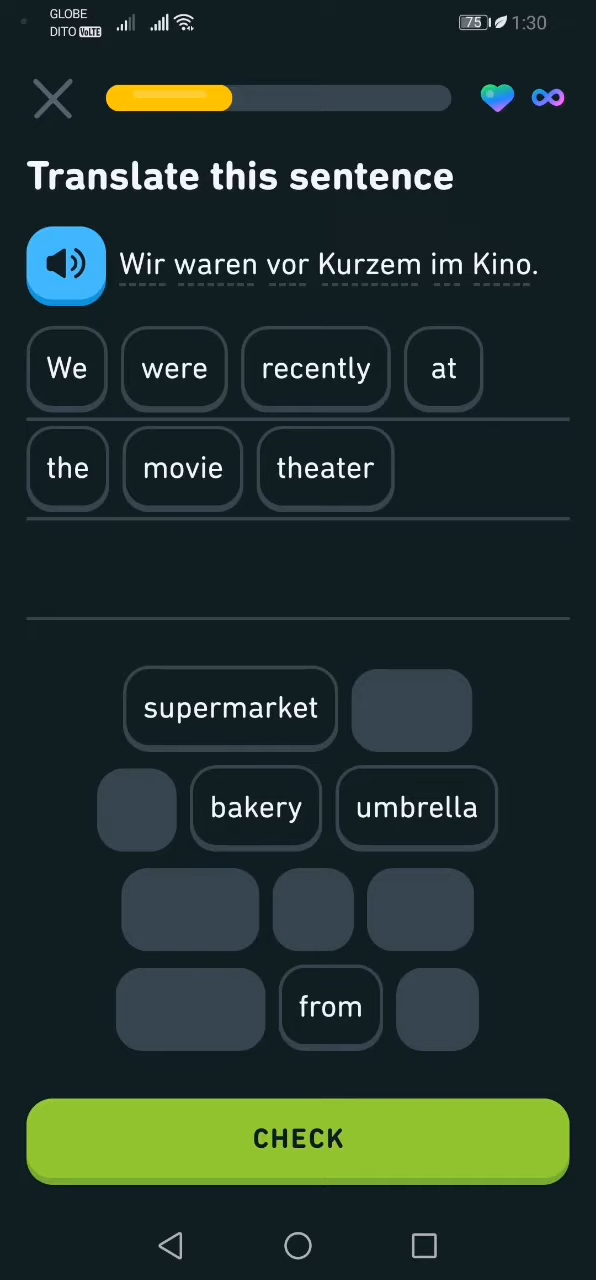 GLOBE
DITO VoLTE 75 1:30
Translate this sentence
Wir waren vor Kurzem im Kino.
We were recently at
the movie theater
supermarket
bakery umbrella
from
CHECK